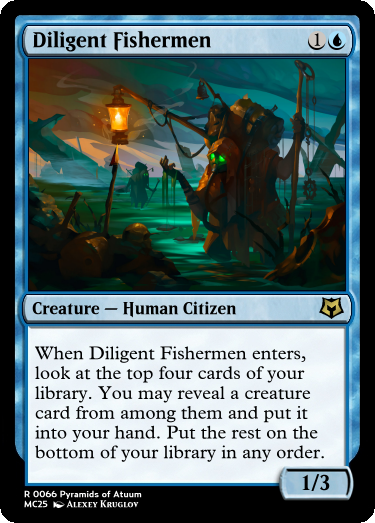 Diligent Fishermen 1
Creature — Human Citizen
When Diligent Fishermen enters,
look at the top four cards of your
library. You may reveal a creature
card from among them and put it
into your hand. Put the rest on the
bottom of your library in any order.
1/3
R 0066 Pyramids of Atuum
MC25 Alexey Kruglov